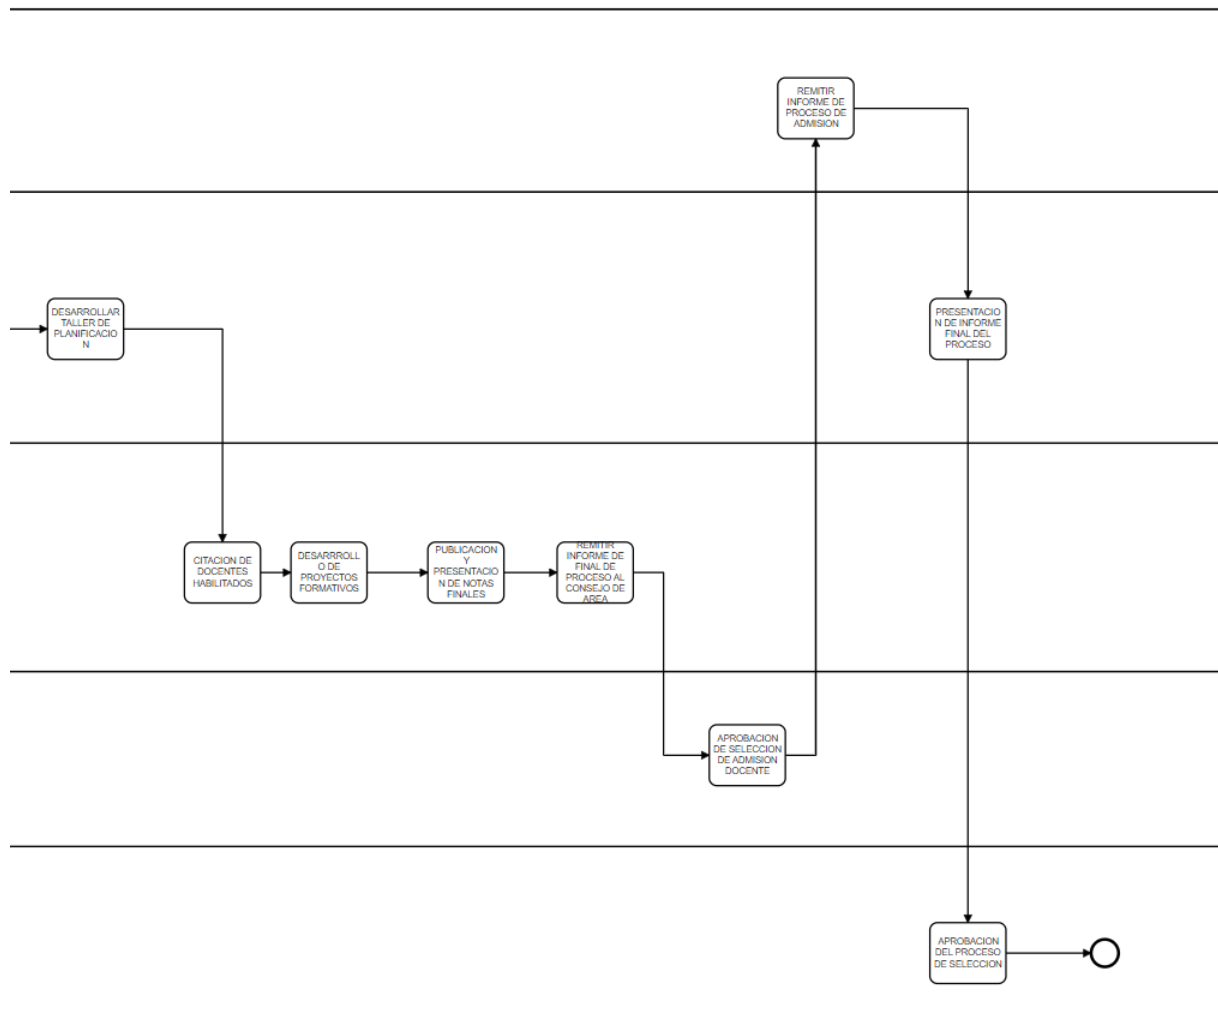 REMITIR
INFORME DE
PROCESO DE
ADMISION
DESARROLLAR
TALLER DE
PLANIFICACIO
N
PRESENTACIO
N DE INFORME
FINAL DEL
PROCESO
CITACION DE
DOCENTES
HABILITADOS
DESARRROLL
O DE
PROYECTOS
FORMATIVOS
PUBLICACION
Y
PRESENTACIO
N DE NOTAS
FINALES
REMITIR
INFORME DE
FINAL DE
PROCESO AL
CONSEJO DE
AREA
APROBACION
DE SELECCION
DE ADMISION
DOCENTE
APROBACION
DEL PROCESO
DE SELECCION